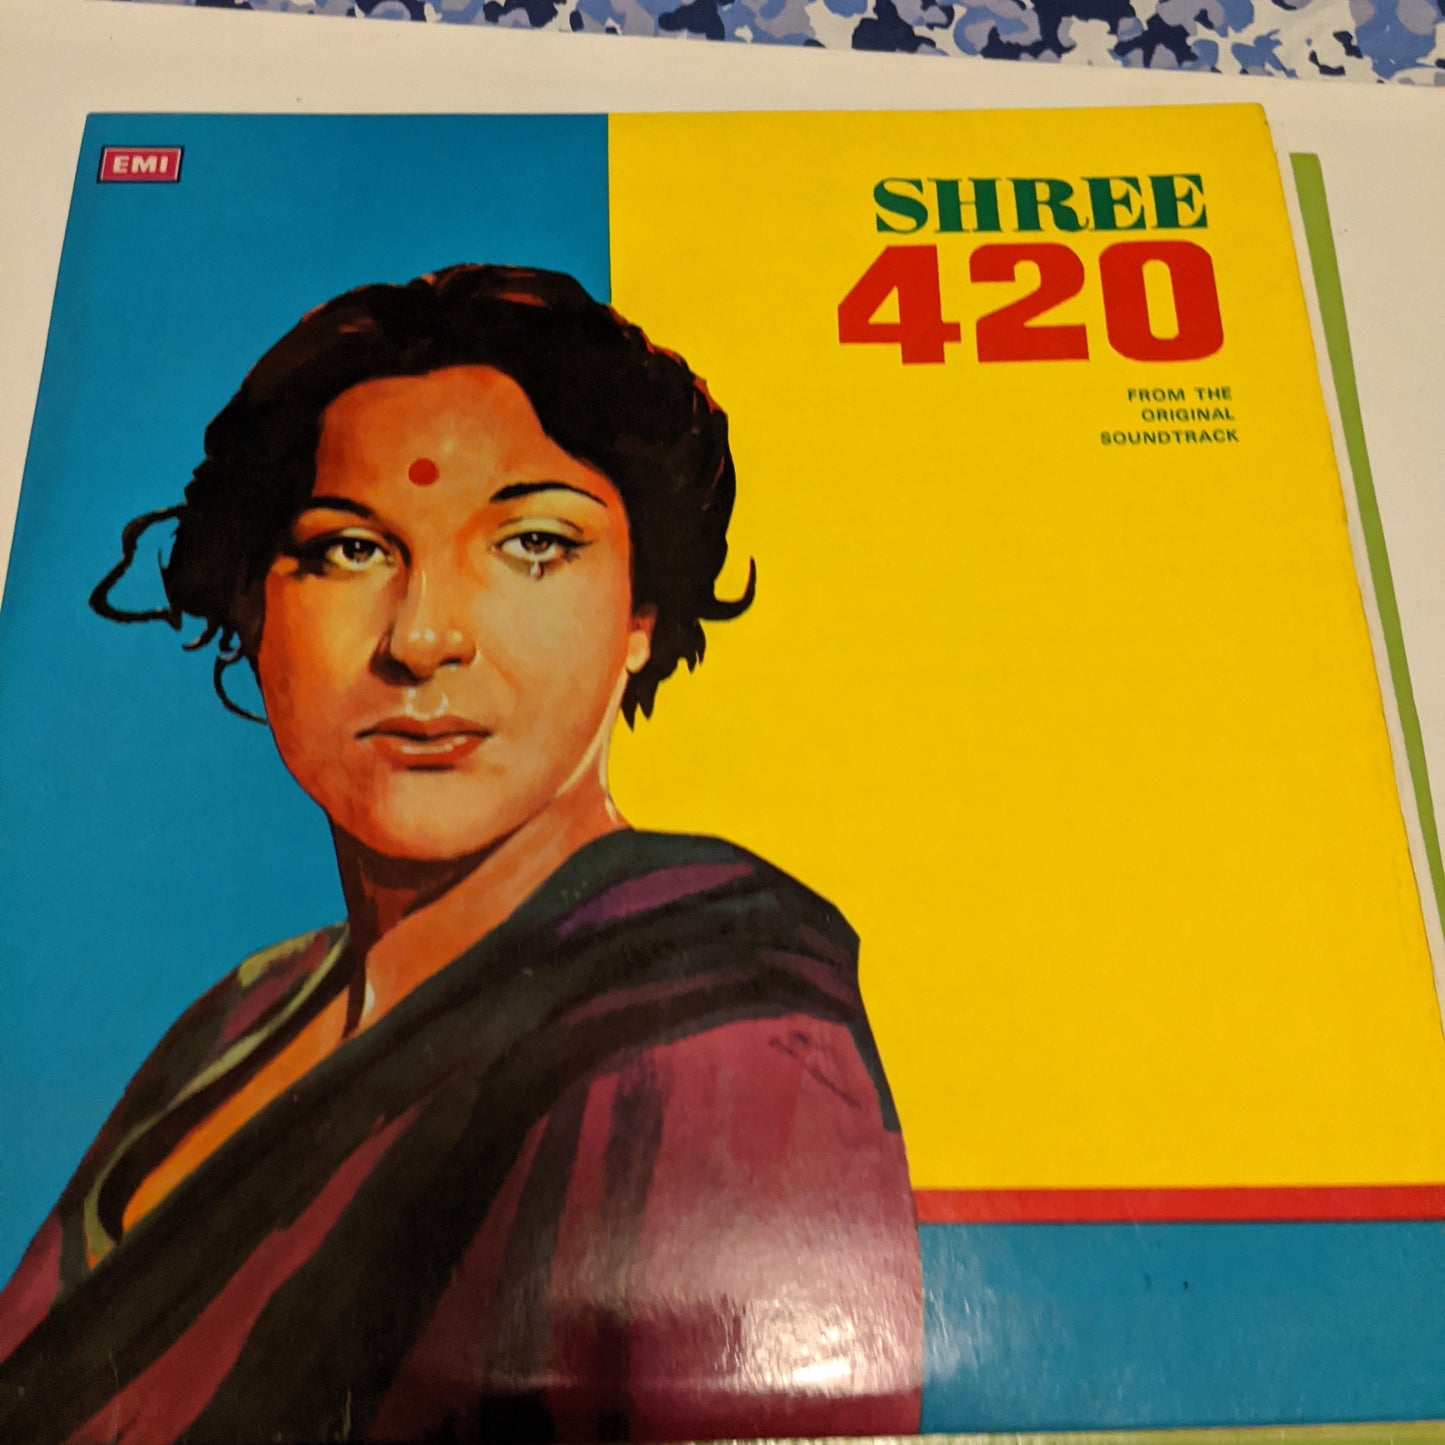 EMI
SHREE
420
FROM THE
ORIGINAL
SOUNDTRACK